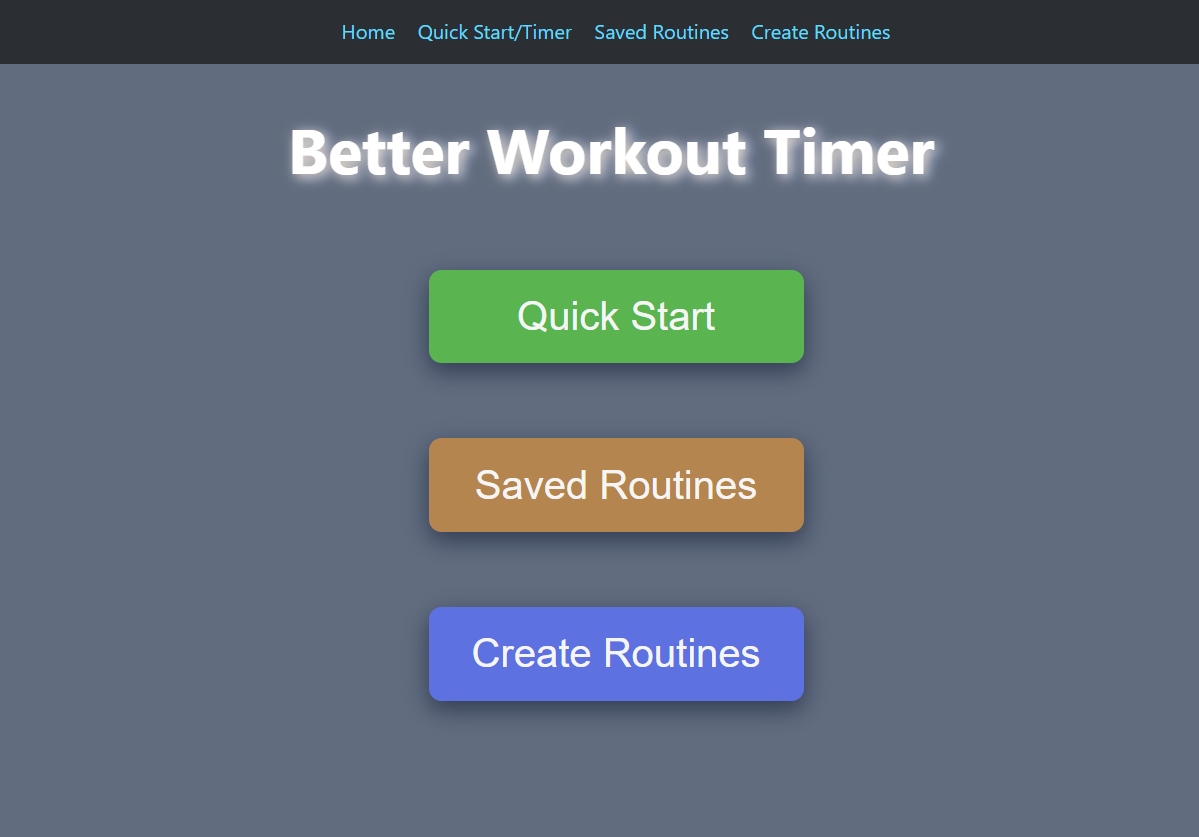 Home Quick Start/Timer Saved Routines Create Routines
Better Workout Timer
Quick Start
Saved Routines
Create Routines